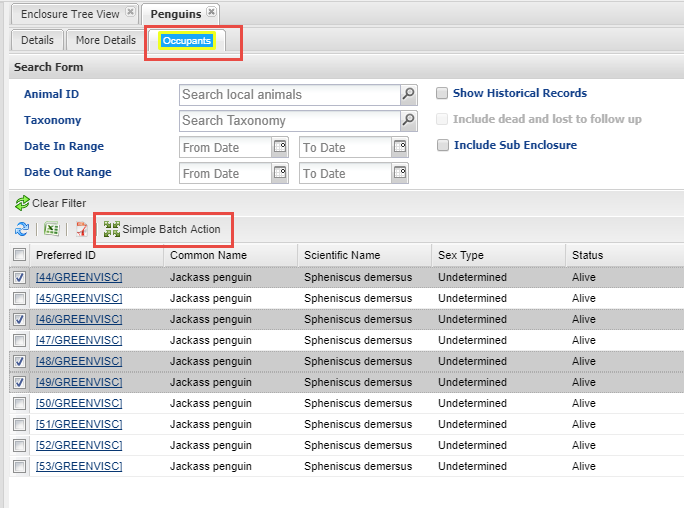 Enclosure Tree View Penguins
Details More Details Occupants
Search Form
Animal ID Search local animals Show Historical Records
Taxonomy Search Taxonomy Include dead and lost to follow up
Date In Range From Date To Date Include Sub Enclosure
Date Out Range From Date To Date
Clear Filter
Simple Batch Action
Preferred ID Common Name Scientific Name Sex Type Status
[44/GREENVISC] Jackass penguin Spheniscus demersus Undetermined Alive
[45/GREENVISC] Jackass penguin Spheniscus demersus Undetermined Alive
[46/GREENVISC] Jackass penguin Spheniscus demersus Undetermined Alive
[47/GREENVISC] Jackass penguin Spheniscus demersus Undetermined Alive
[48/GREENVISC] Jackass penguin Spheniscus demersus Undetermined Alive
[49/GREENVISC] Jackass penguin Spheniscus demersus Undetermined Alive
[50/GREENVISC] Jackass penguin Spheniscus demersus Undetermined Alive
[51/GREENVISC] Jackass penguin Spheniscus demersus Undetermined Alive
[52/GREENVISC] Jackass penguin Spheniscus demersus Undetermined Alive
[53/GREENVISC] Jackass penguin Spheniscus demersus Undetermined Alive